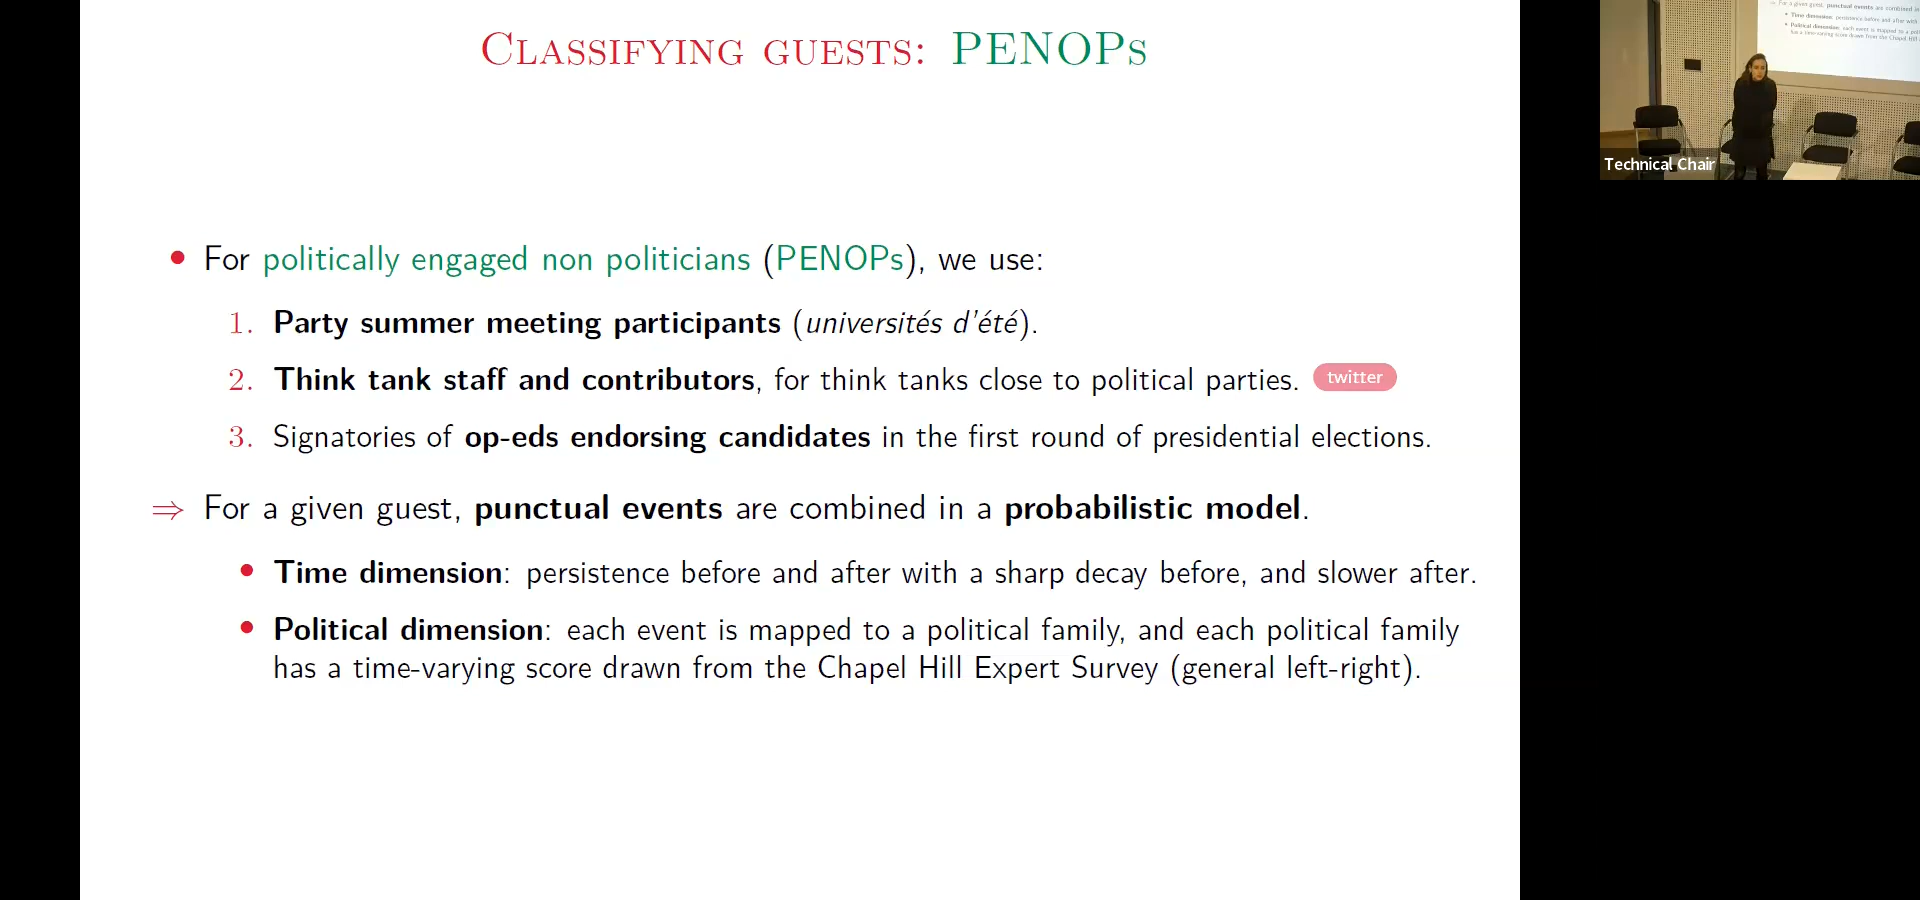 Classifying guests: PENOPs
• For politically engaged non politicians (PENOPs), we use:
1. Party summer meeting participants (universités d'été).
2. Think tank staff and contributors, for think tanks close to political parties. twitter
3. Signatories of op-eds endorsing candidates in the first round of presidential elections.
⇒ For a given guest, punctual events are combined in a probabilistic model.
• Time dimension: persistence before and after with a sharp decay before, and slower after.
• Political dimension: each event is mapped to a political family, and each political family
has a time-varying score drawn from the Chapel Hill Expert Survey (general left-right).
Technical Chair